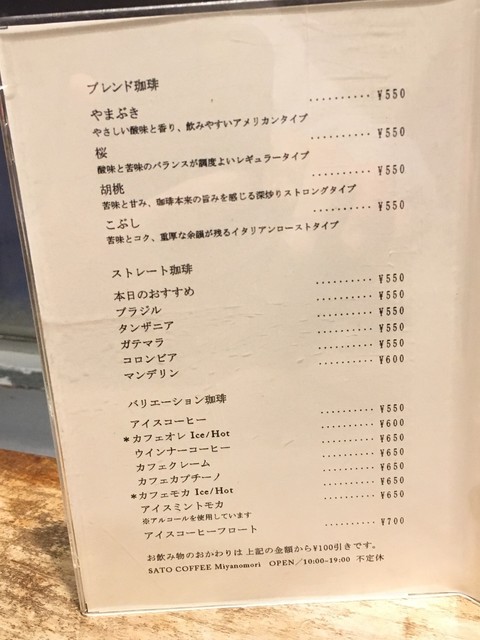 ブレンド珈琲
やまぶき ·········· ¥550
やさしい酸味と香り、飲みやすいアメリカンタイプ
桜 ·········· ¥550
酸味と苦味のバランスが調度よいレギュラータイプ
胡桃 ·········· ¥550
苦味と甘み、珈琲本来の旨みを感じる深炒りストロングタイプ
こぶし ·········· ¥550
苦味とコク、重厚な余韻が残るイタリアンローストタイプ
ストレート珈琲
本日のおすすめ ·········· ¥550
ブラジル ·········· ¥550
タンザニア ·········· ¥550
ガテマラ ·········· ¥550
コロンビア ·········· ¥550
マンデリン ·········· ¥600
バリエーション珈琲
アイスコーヒー ·········· ¥550
*カフェオレ Ice/Hot ·········· ¥600
ウインナーコーヒー ·········· ¥650
カフェクレーム ·········· ¥650
カフェカプチーノ ·········· ¥650
*カフェモカ Ice/Hot ·········· ¥650
アイスミントモカ ·········· ¥650
※アルコールを使用しています
アイスコーヒーフロート ·········· ¥700
お飲み物のおかわりは上記の金額から¥100引きです。
SATO COFFEE Miyanomori OPEN／10:00~19:00 不定休